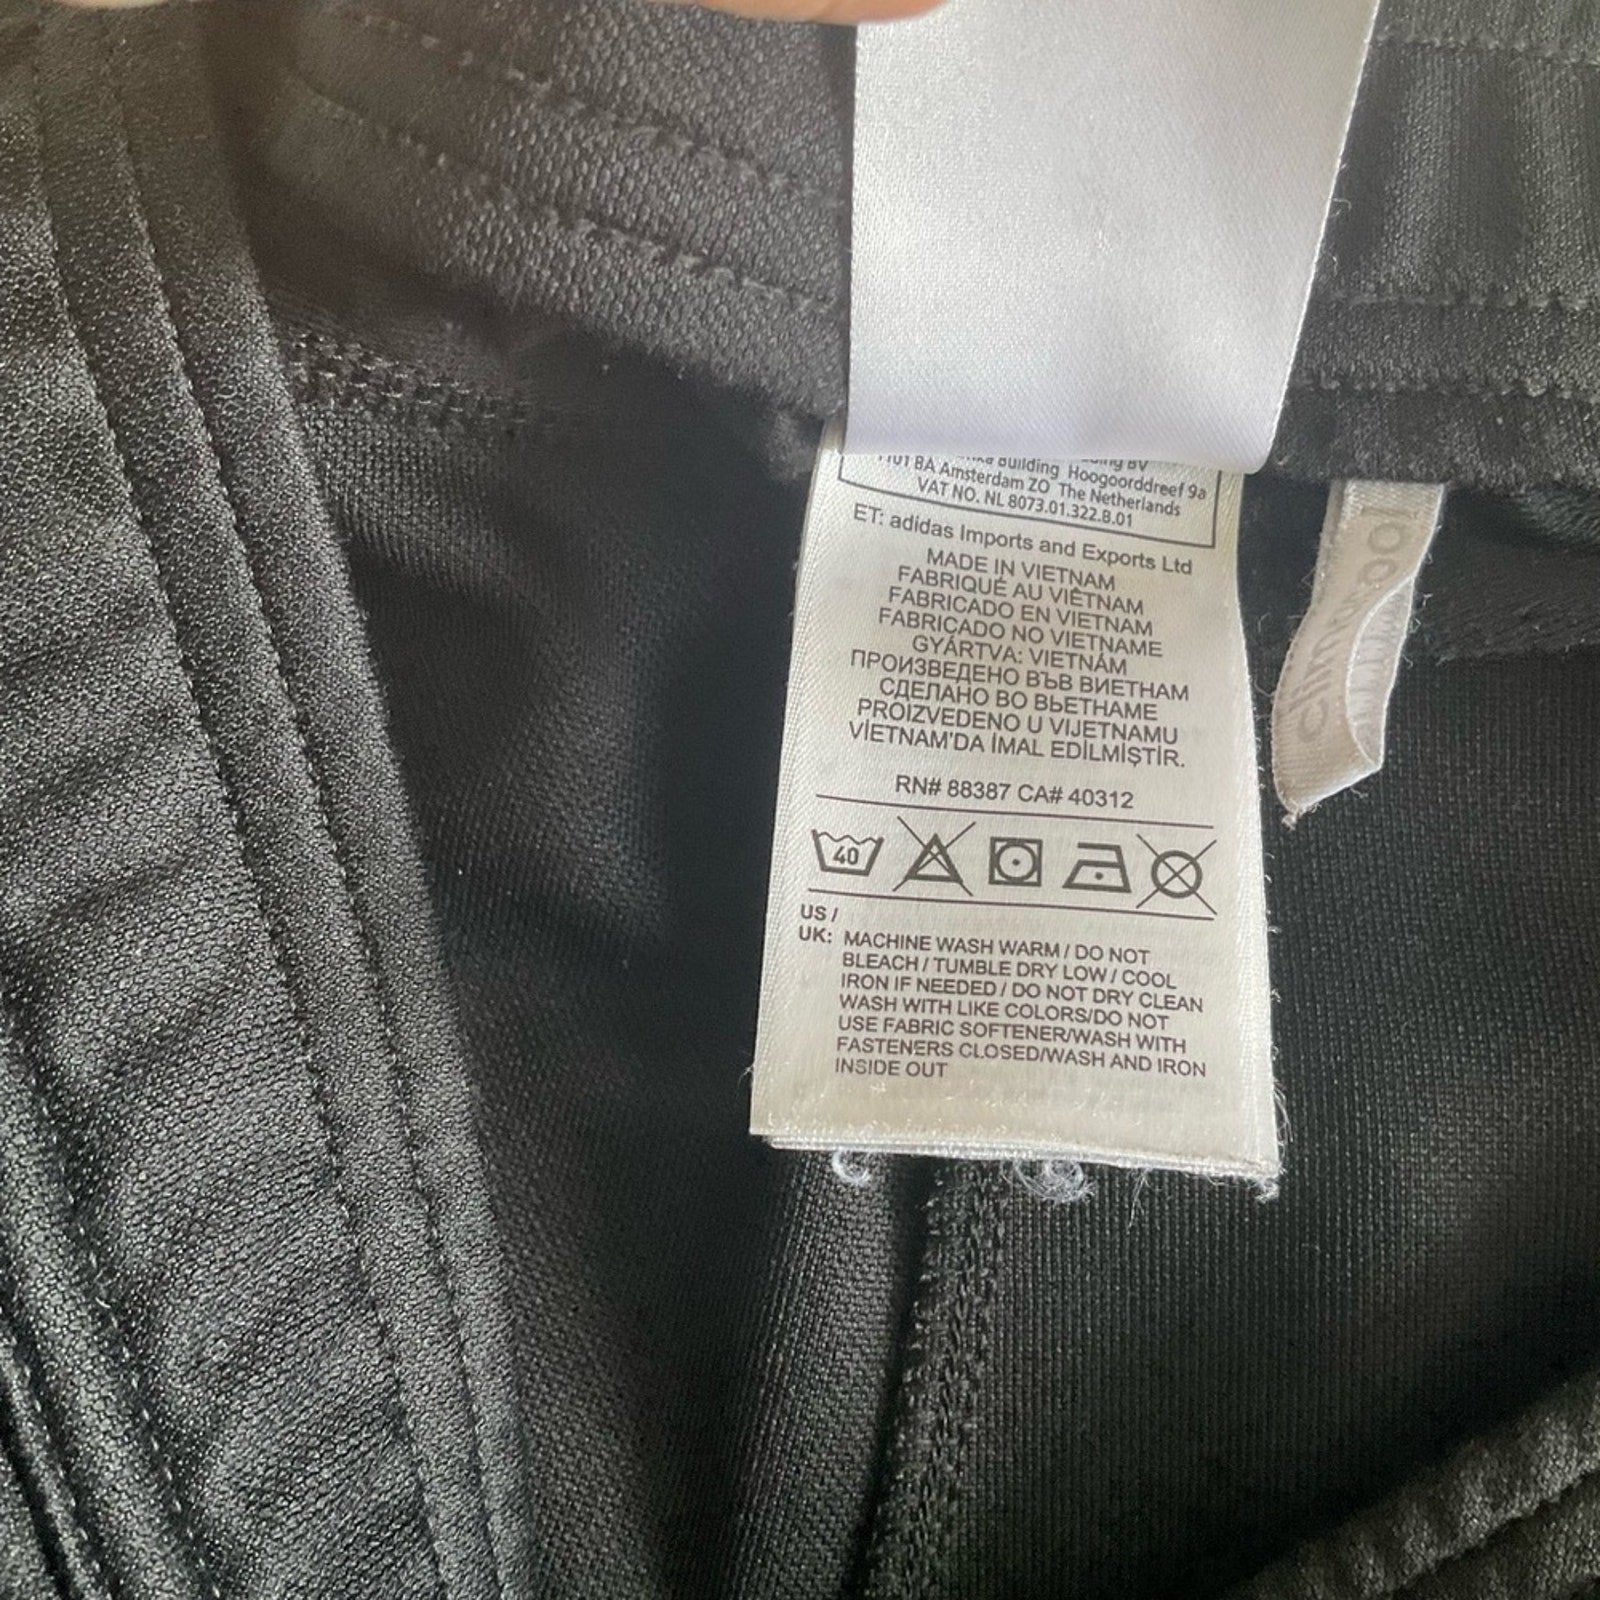 Building Hoogoorddreef 9a
1101 BA Amsterdam ZO The Netherlands
VAT NO. NL 8073.01.322.B.01
ET: adidas Imports and Exports Ltd
MADE IN VIETNAM
FABRIQUÉ AU VIÊTNAM
FABRICADO EN VIETNAM
FABRICADO NO VIETNAME
GYÁRTVA: VIETNÁM
ПРОИЗВЕДЕНО ВЪВ ВИЕТНАМ
СДЕЛАНО ВО ВЬЕТНАМЕ
PROIZVEDENO U VIJETNAMU
VİETNAM'DA İMAL EDİLMİŞTİR.
RN# 88387 CA# 40312
40
US /
UK: MACHINE WASH WARM / DO NOT
BLEACH / TUMBLE DRY LOW / COOL
IRON IF NEEDED / DO NOT DRY CLEAN
WASH WITH LIKE COLORS/DO NOT
USE FABRIC SOFTENER/WASH WITH
FASTENERS CLOSED/WASH AND IRON
INSIDE OUT